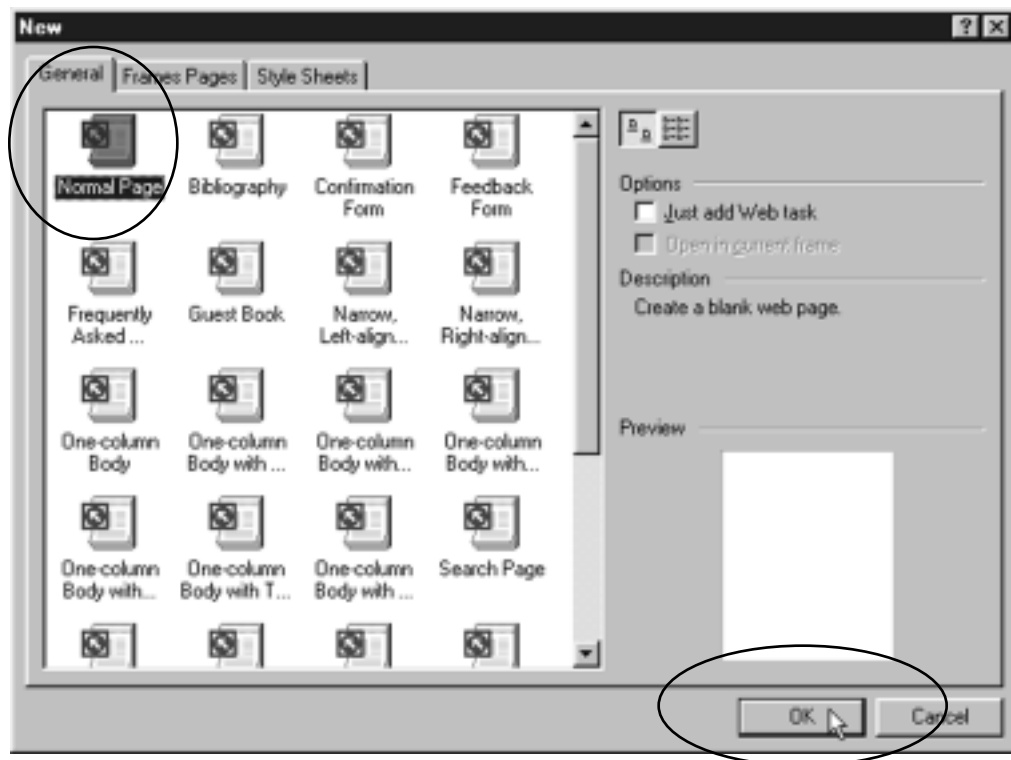 New
General Frames Pages Style Sheets
Normal Page Bibliography Confirmation Form Feedback Form
Frequently Asked ... Guest Book Narrow, Left-align... Narrow, Right-align...
One-column Body One-column Body with ... One-column Body with... One-column Body with...
One-column Body with... One-column Body with T... One-column Body with ... Search Page
Options
Just add Web task
Open in current frame
Description
Create a blank web page.
Preview
OK Cancel